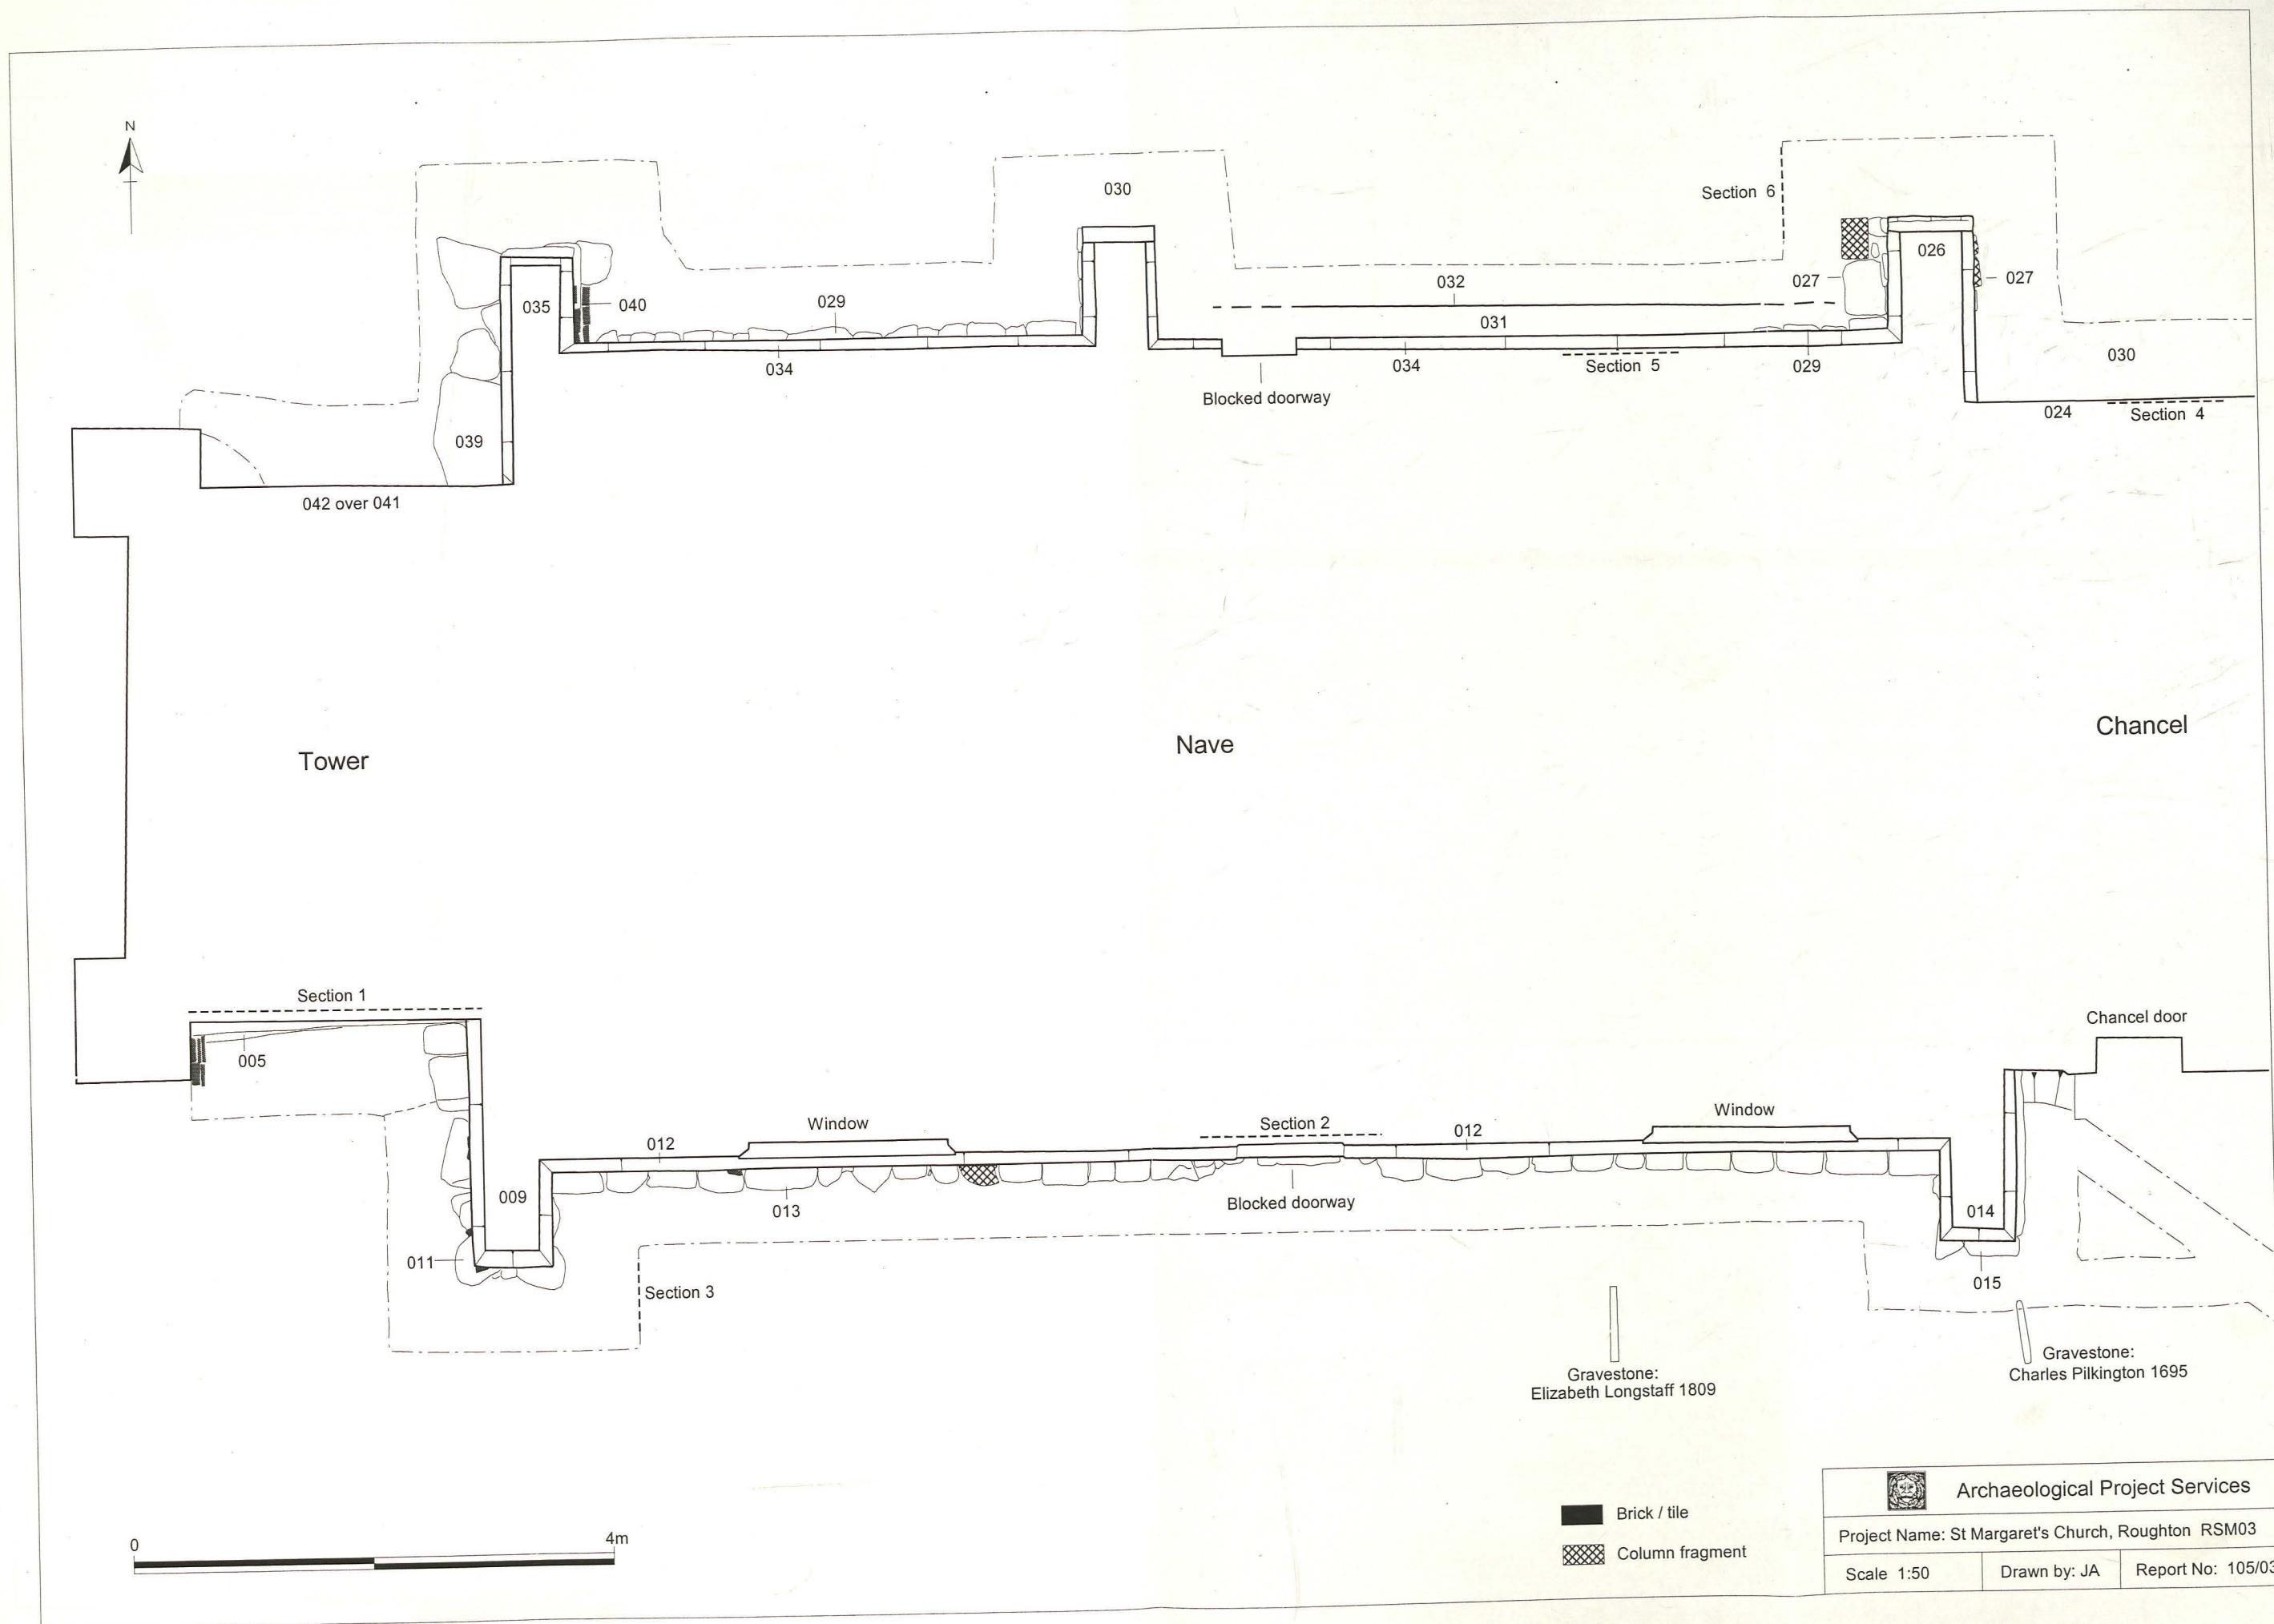 N
030
Section 6
026
035
040
029
032
027
027
031
034
034
Section 5
029
030
Blocked doorway
024
Section 4
039
042 over 041
Tower
Nave
Chancel
Section 1
005
Chancel door
Window
012
Section 2
012
Window
009
013
Blocked doorway
014
011
Section 3
015
Gravestone:
Elizabeth Longstaff 1809
Gravestone:
Charles Pilkington 1695
0
4m
Brick / tile
Column fragment
Archaeological Project Services
Project Name: St Margaret's Church, Roughton RSM03
Scale 1:50
Drawn by: JA
Report No: 105/03